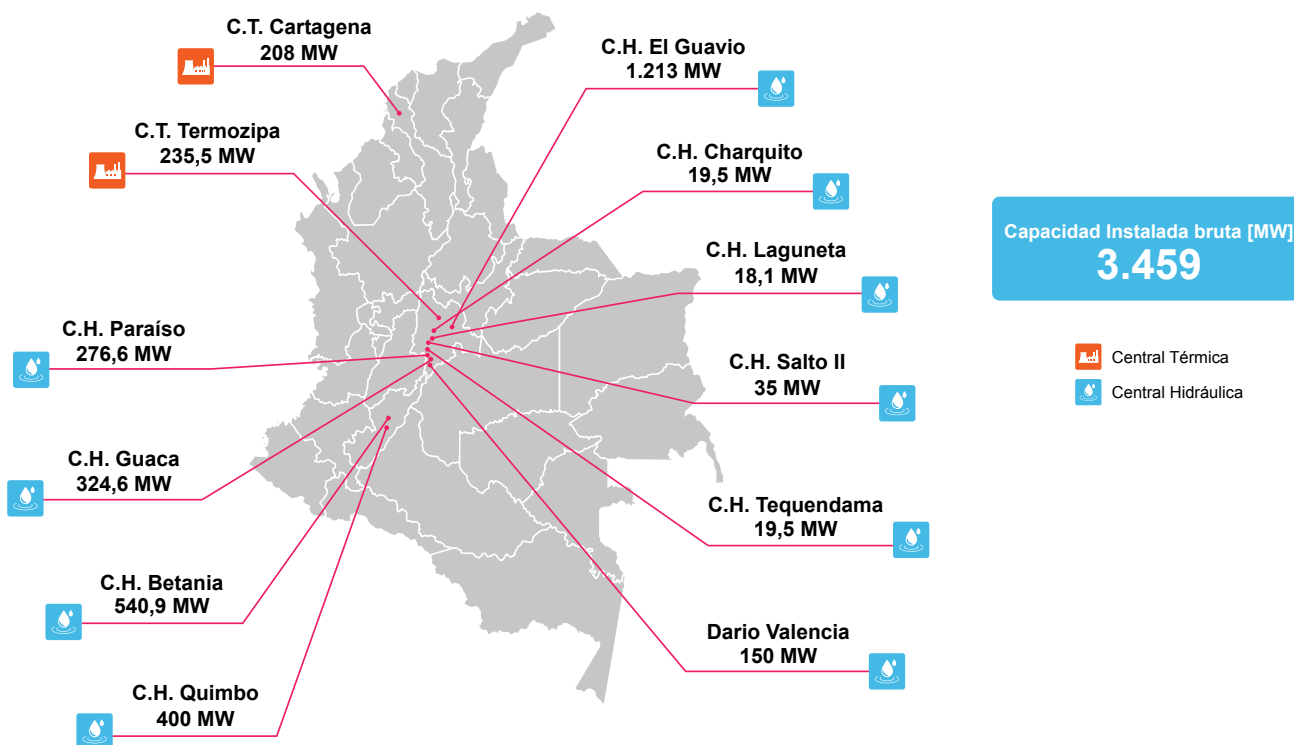 C.T. Cartagena
208 MW
C.H. El Guavio
1.213 MW
C.T. Termozipa
235,5 MW
C.H. Charquito
19,5 MW
Capacidad Instalada bruta [MW]
3.459
C.H. Laguneta
18,1 MW
C.H. Paraíso
276,6 MW
Central Térmica
Central Hidráulica
C.H. Salto II
35 MW
C.H. Guaca
324,6 MW
C.H. Tequendama
19,5 MW
C.H. Betania
540,9 MW
Dario Valencia
150 MW
C.H. Quimbo
400 MW